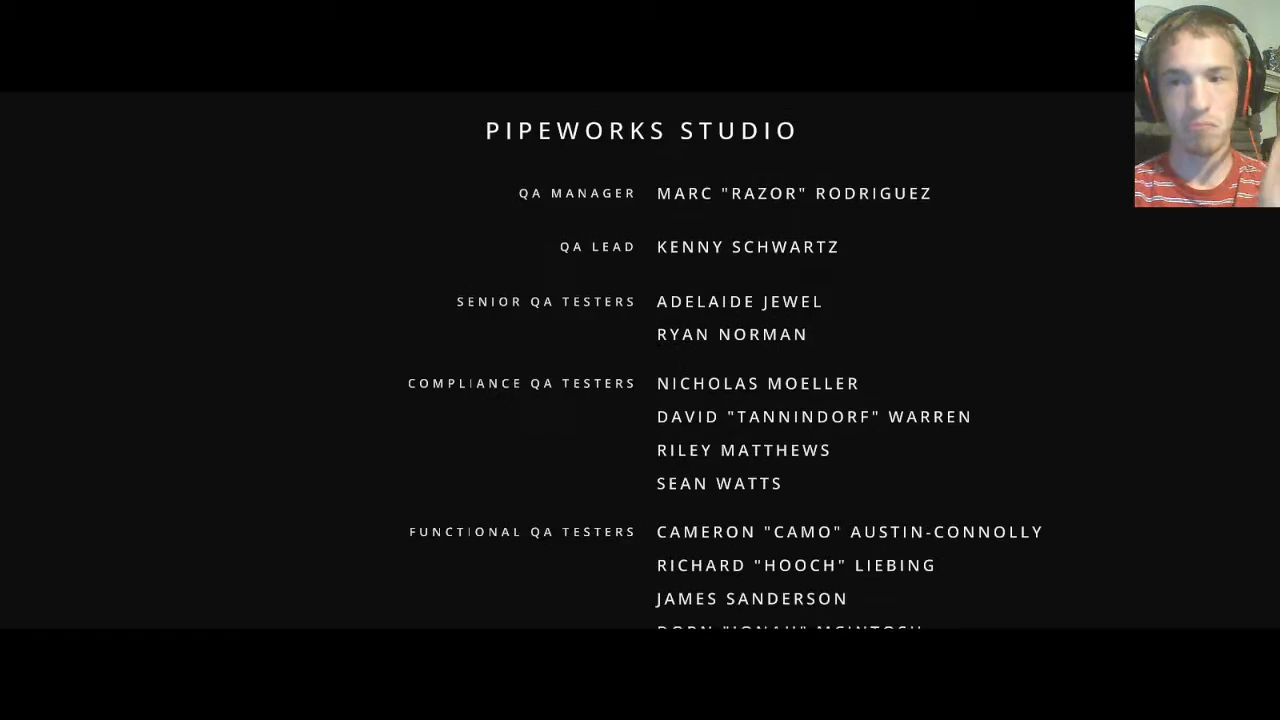 PIPEWORKS STUDIO
QA MANAGER MARC "RAZOR" RODRIGUEZ
QA LEAD KENNY SCHWARTZ
SENIOR QA TESTERS ADELAIDE JEWEL
RYAN NORMAN
COMPLIANCE QA TESTERS NICHOLAS MOELLER
DAVID "TANNINDORF" WARREN
RILEY MATTHEWS
SEAN WATTS
FUNCTIONAL QA TESTERS CAMERON "CAMO" AUSTIN-CONNOLLY
RICHARD "HOOCH" LIEBING
JAMES SANDERSON